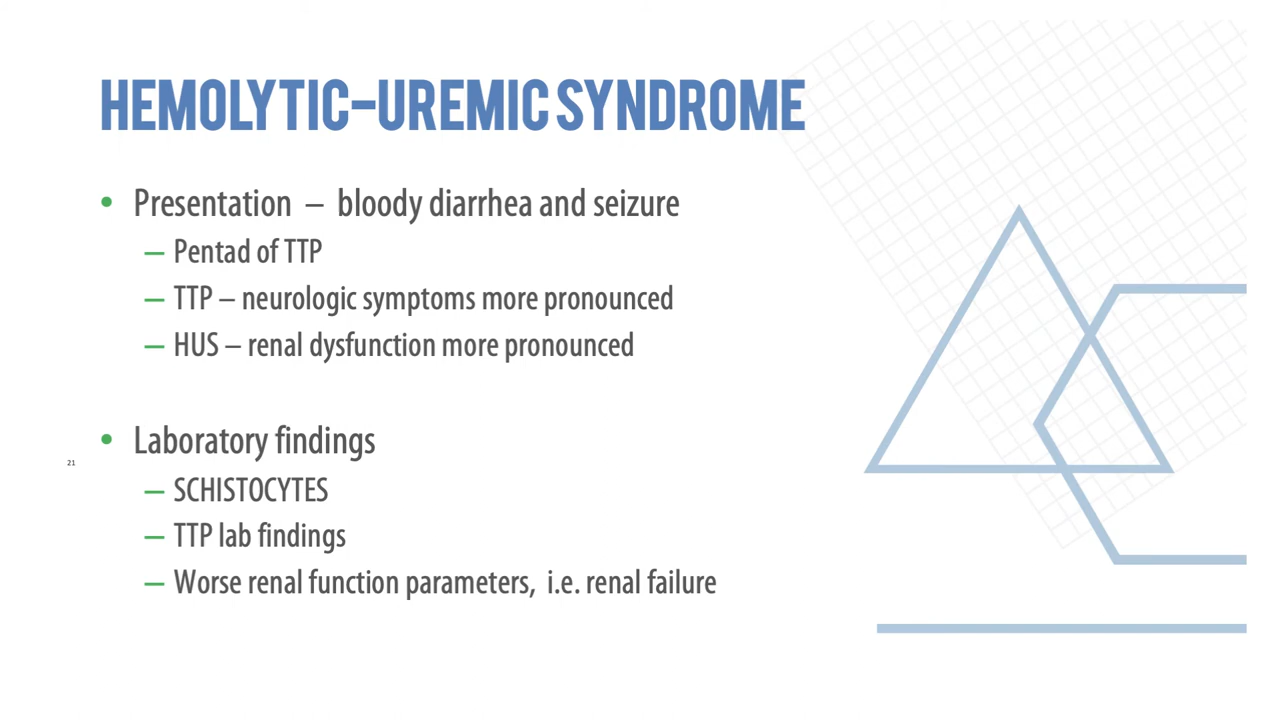 HEMOLYTIC-UREMIC SYNDROME
• Presentation – bloody diarrhea and seizure
– Pentad of TTP
– TTP – neurologic symptoms more pronounced
– HUS – renal dysfunction more pronounced
• Laboratory findings
21
– SCHISTOCYTES
– TTP lab findings
– Worse renal function parameters, i.e. renal failure